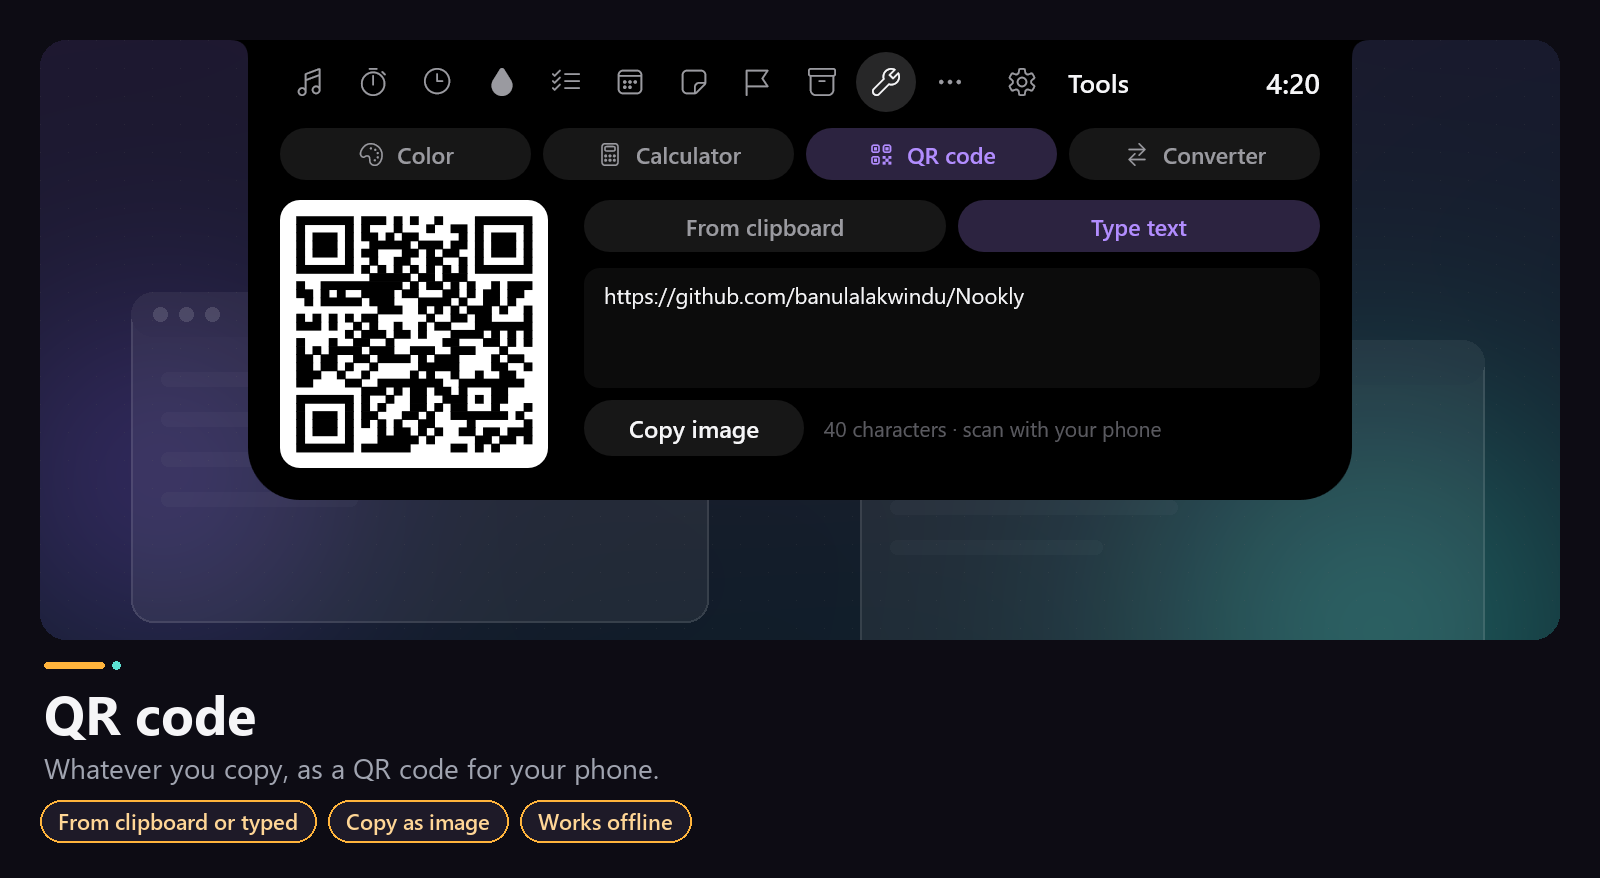 Tools
4:20
Color
Calculator
QR code
Converter
From clipboard
Type text
https://github.com/banulalakwindu/Nookly
Copy image
40 characters · scan with your phone
QR code
Whatever you copy, as a QR code for your phone.
From clipboard or typed
Copy as image
Works offline